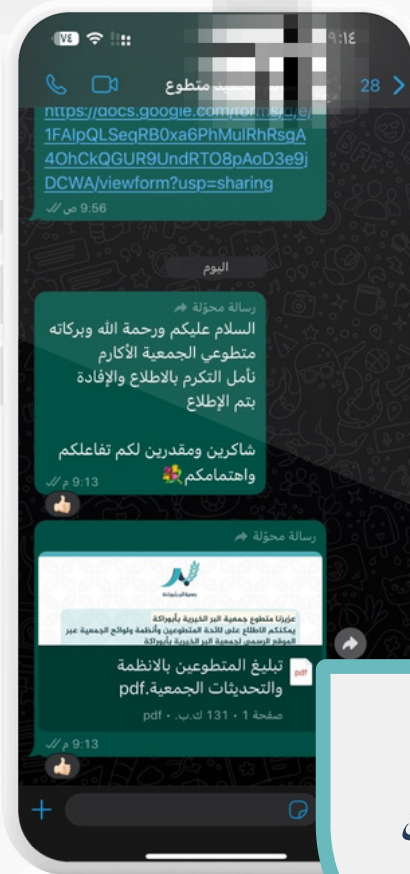 ٩:١٤
٧٤
28
متطوع
https://docs.google.com/forms/d/e/
1FAIpQLSeqRB0xa6PhMulRhRsgA
4OhCkQGUR9UndRTO8pAoD3e9j
DCWA/viewform?usp=sharing
9:56 ص
اليوم
رسالة محوّلة
السلام عليكم ورحمة الله وبركاته
متطوعي الجمعية الأكارم
نأمل التكرم بالاطلاع والإفادة
بتم الإطلاع
شاكرين ومقدرين لكم تفاعلكم
واهتمامكم💐
9:13 م
رسالة محوّلة
عزيزنا متطوع جمعية البر الخيرية بأبوراكة
يمكنكم الاطلاع على لائحة المتطوعين وأنظمة ولوائح الجمعية عبر
الموقع الرسمي لجمعية البر الخيرية بأبوراكة
pdf
تبليغ المتطوعين بالانظمة
والتحديثات الجمعية.pdf
صفحة 1 • 131 ك.ب. • pdf
9:13 م